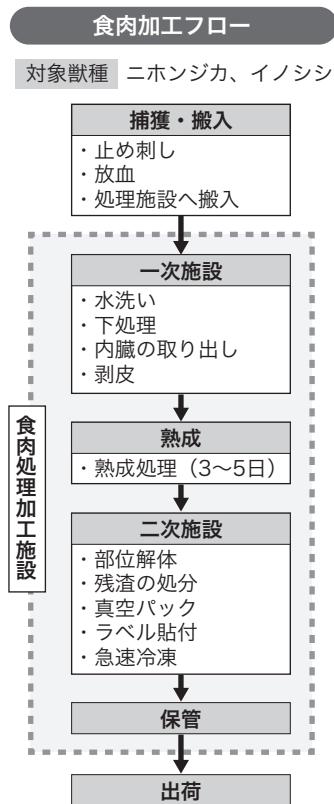 食肉加工フロー
対象獣種 ニホンジカ、イノシシ
捕獲・搬入
・止め刺し
・放血
・処理施設へ搬入
食肉処理加工施設
一次施設
・水洗い
・下処理
・内臓の取り出し
・剥皮
熟成
・熟成処理（3〜5日）
二次施設
・部位解体
・残渣の処分
・真空パック
・ラベル貼付
・急速冷凍
保管
出荷